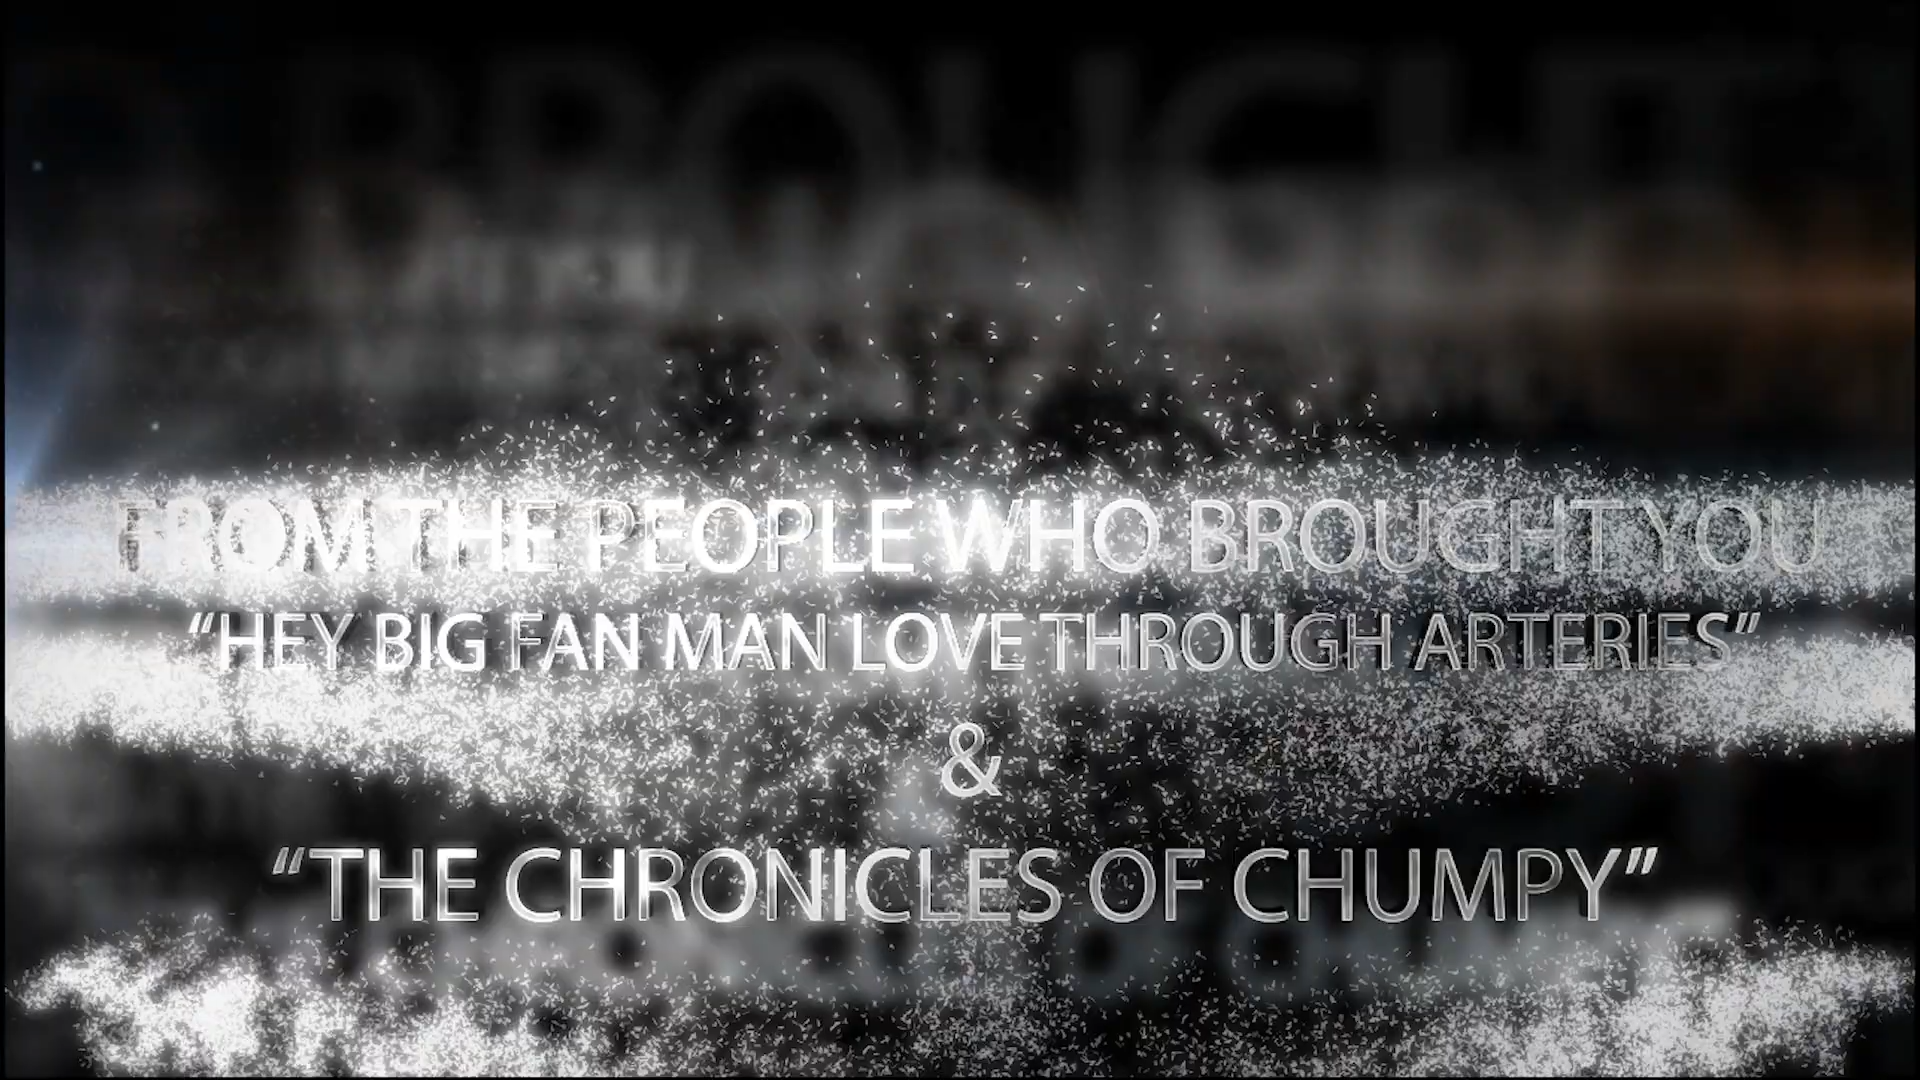 FROM THE PEOPLE WHO BROUGHT YOU
“HEY BIG FAN MAN LOVE THROUGH ARTERIES”
&
“THE CHRONICLES OF CHUMPY”